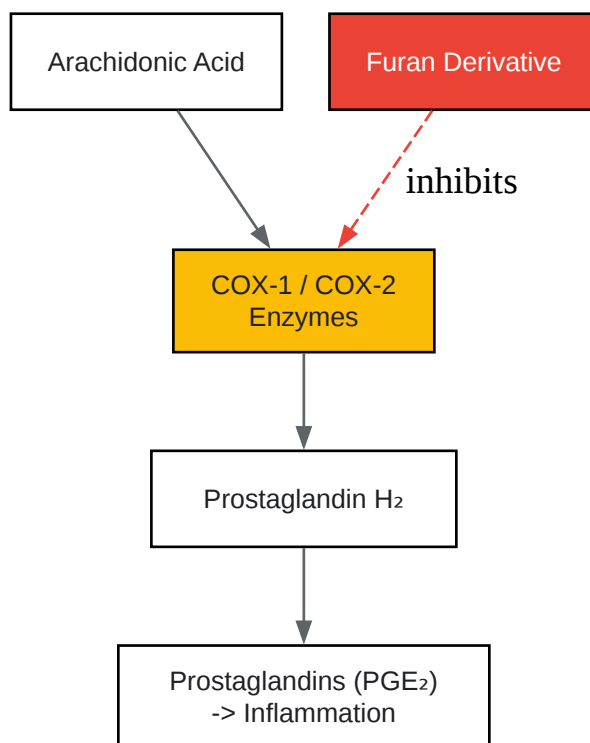 Arachidonic Acid
Furan Derivative
inhibits
COX-1 / COX-2
Enzymes
Prostaglandin H₂
Prostaglandins (PGE₂)
-> Inflammation